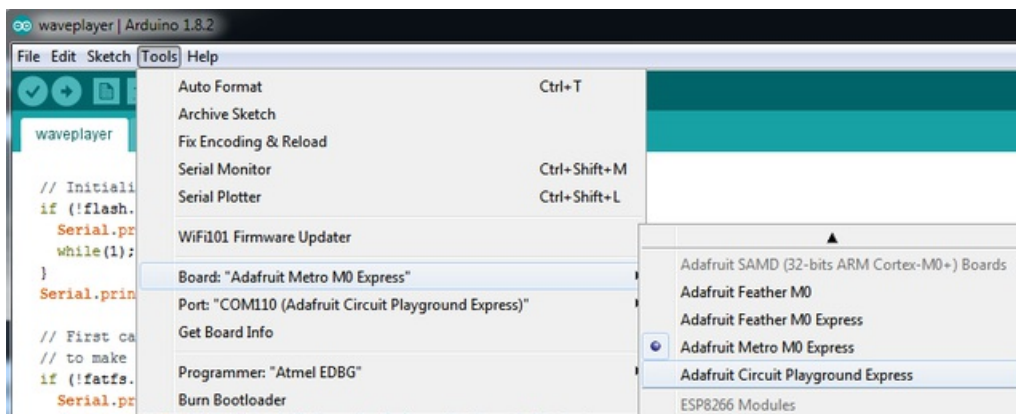 waveplayer | Arduino 1.8.2
File Edit Sketch Tools Help
waveplayer
// Initiali
if (!flash.
Serial.pr
while(1);
}
Serial.prin
// First ca
// to make
if (!fatfs.
Serial.pr
Auto Format Ctrl+T
Archive Sketch
Fix Encoding & Reload
Serial Monitor Ctrl+Shift+M
Serial Plotter Ctrl+Shift+L
WiFi101 Firmware Updater
Board: "Adafruit Metro M0 Express"
Port: "COM110 (Adafruit Circuit Playground Express)"
Get Board Info
Programmer: "Atmel EDBG"
Burn Bootloader
Adafruit SAMD (32-bits ARM Cortex-M0+) Boards
Adafruit Feather M0
Adafruit Feather M0 Express
Adafruit Metro M0 Express
Adafruit Circuit Playground Express
ESP8266 Modules